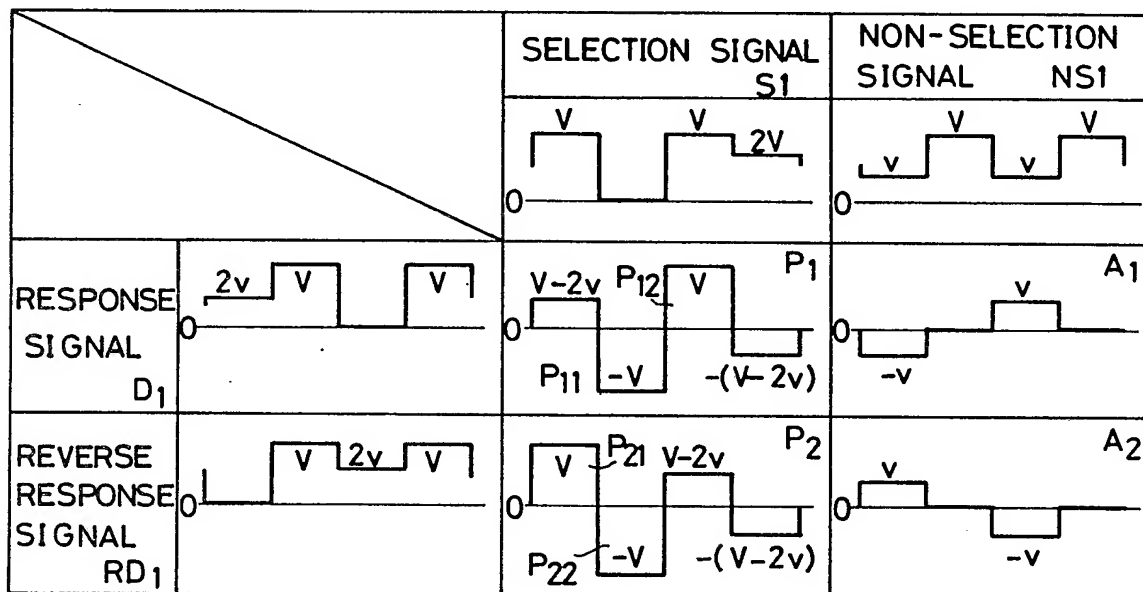 SELECTION SIGNAL
S1
NON-SELECTION
SIGNAL NS1
V V 2V
0
V V
v v
0
RESPONSE
SIGNAL
D1
2v V V
0
V-2v P12 V P1
0
P11 -V -(V-2v)
A1
v
0
-v
REVERSE
RESPONSE
SIGNAL
RD1
V 2v V
0
V P21 V-2v P2
0
P22 -V -(V-2v)
A2
v
0
-v